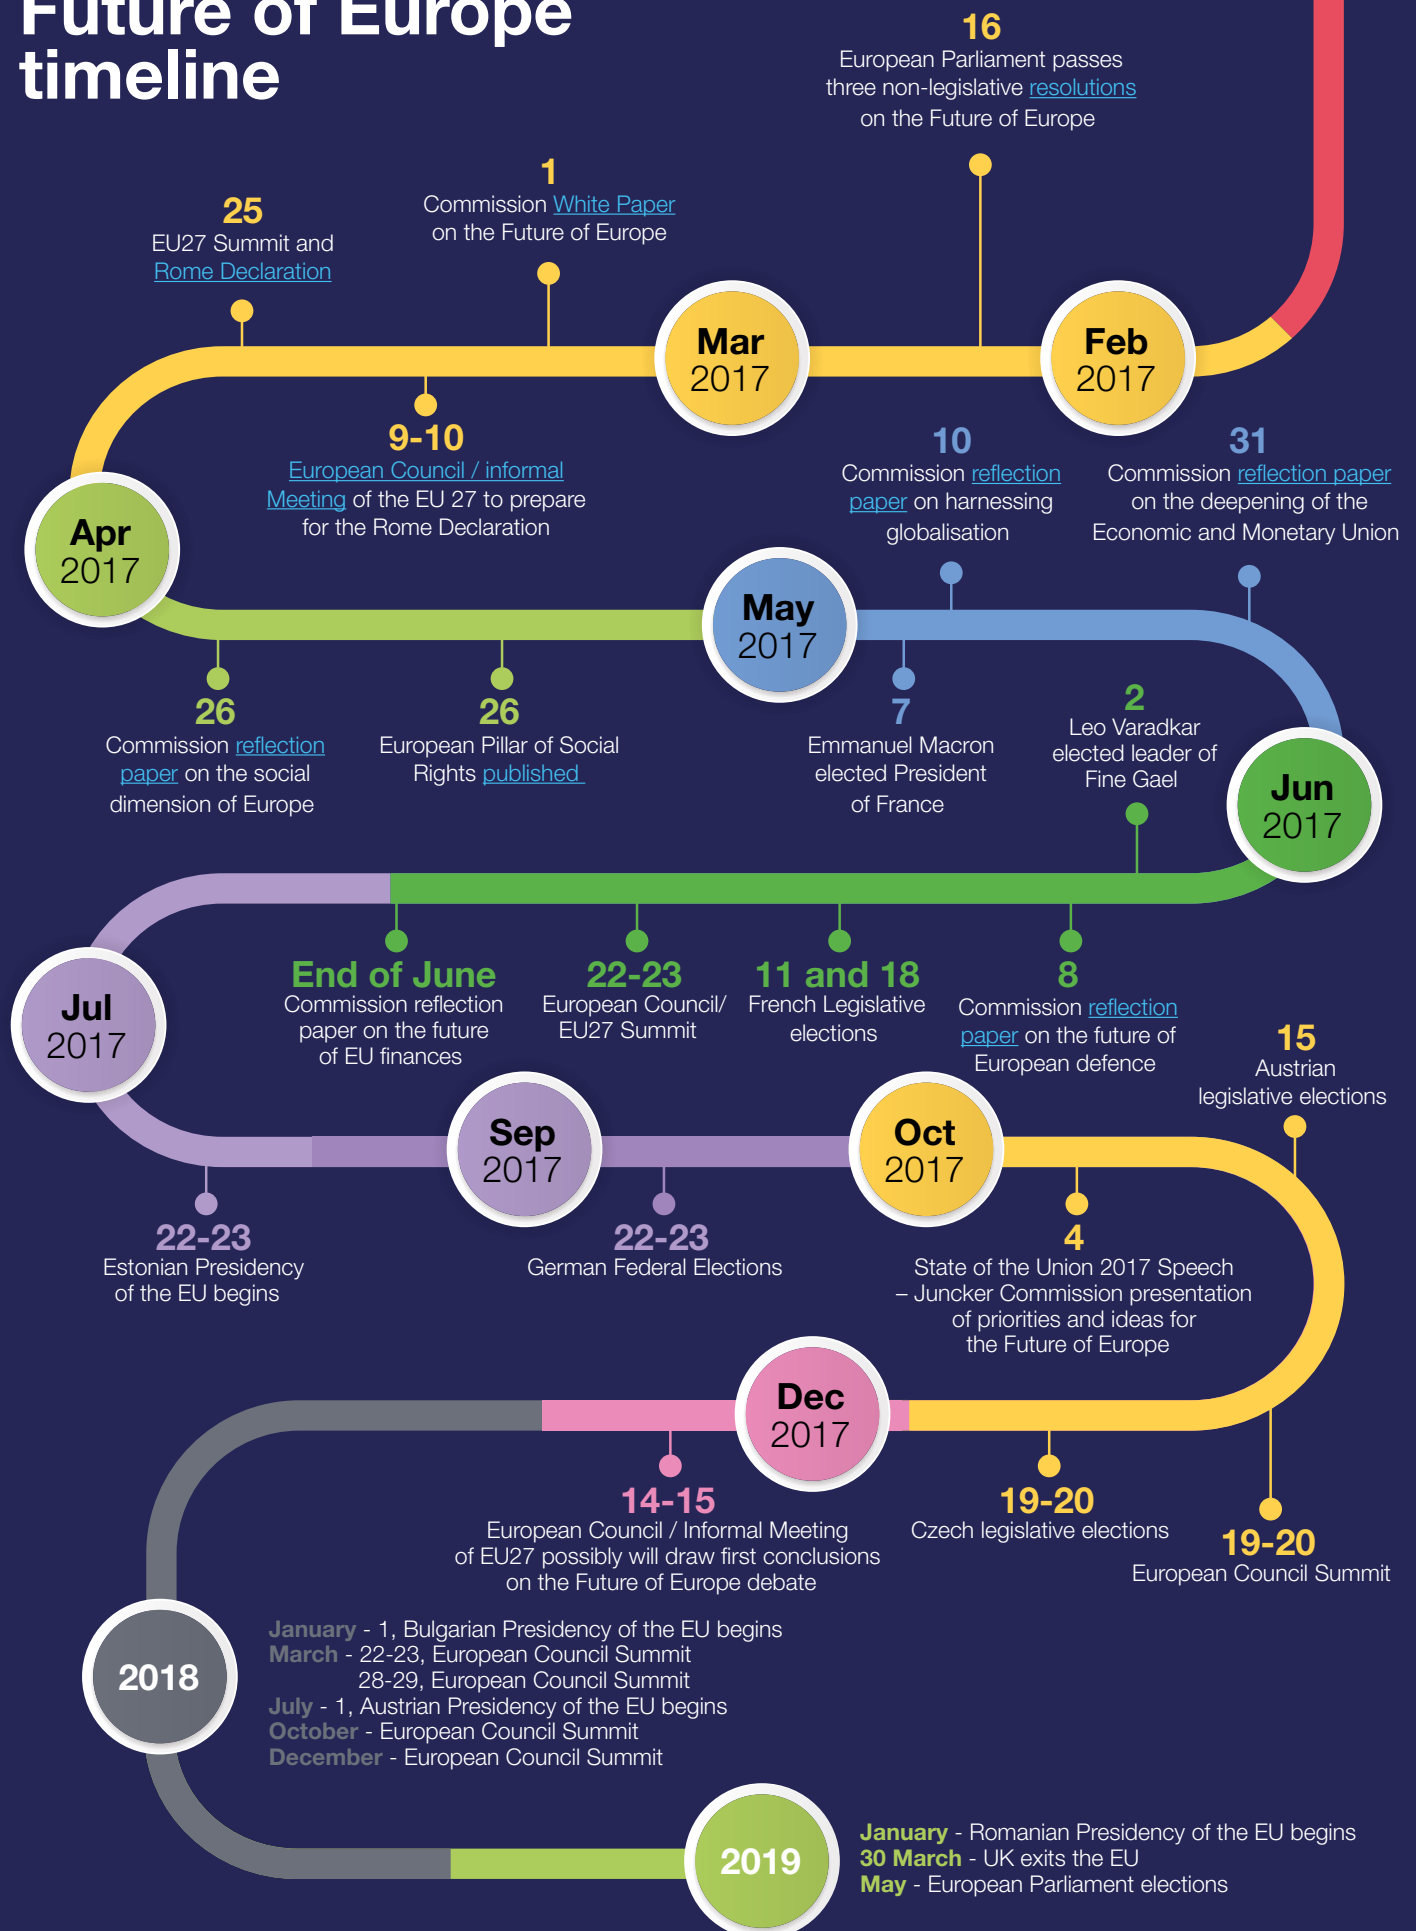 Future of Europe
timeline
16
European Parliament passes
three non-legislative resolutions
on the Future of Europe
1
Commission White Paper
on the Future of Europe
25
EU27 Summit and
Rome Declaration
Feb
2017
Mar
2017
9-10
European Council / informal
Meeting of the EU 27 to prepare
for the Rome Declaration
Apr
2017
10
Commission reflection
paper on harnessing
globalisation
31
Commission reflection paper
on the deepening of the
Economic and Monetary Union
May
2017
26
Commission reflection
paper on the social
dimension of Europe
26
European Pillar of Social
Rights published
7
Emmanuel Macron
elected President
of France
2
Leo Varadkar
elected leader of
Fine Gael
Jun
2017
End of June
Commission reflection
paper on the future
of EU finances
22-23
European Council/
EU27 Summit
11 and 18
French Legislative
elections
8
Commission reflection
paper on the future of
European defence
Jul
2017
15
Austrian
legislative elections
Sep
2017
Oct
2017
22-23
Estonian Presidency
of the EU begins
22-23
German Federal Elections
4
State of the Union 2017 Speech
– Juncker Commission presentation
of priorities and ideas for
the Future of Europe
Dec
2017
14-15
European Council / Informal Meeting
of EU27 possibly will draw first conclusions
on the Future of Europe debate
19-20
Czech legislative elections
19-20
European Council Summit
2018
January - 1, Bulgarian Presidency of the EU begins
March - 22-23, European Council Summit
28-29, European Council Summit
July - 1, Austrian Presidency of the EU begins
October - European Council Summit
December - European Council Summit
2019
January - Romanian Presidency of the EU begins
30 March - UK exits the EU
May - European Parliament elections